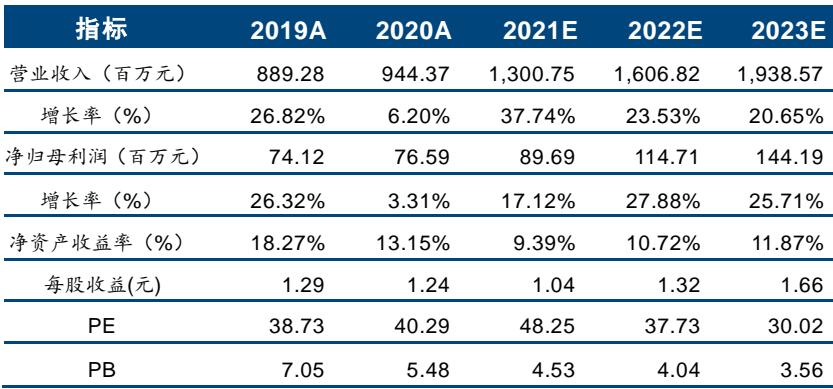 指标 2019A 2020A 2021E 2022E 2023E
营业收入（百万元） 889.28 944.37 1,300.75 1,606.82 1,938.57
增长率（%） 26.82% 6.20% 37.74% 23.53% 20.65%
净归母利润（百万元） 74.12 76.59 89.69 114.71 144.19
增长率（%） 26.32% 3.31% 17.12% 27.88% 25.71%
净资产收益率（%） 18.27% 13.15% 9.39% 10.72% 11.87%
每股收益(元) 1.29 1.24 1.04 1.32 1.66
PE 38.73 40.29 48.25 37.73 30.02
PB 7.05 5.48 4.53 4.04 3.56